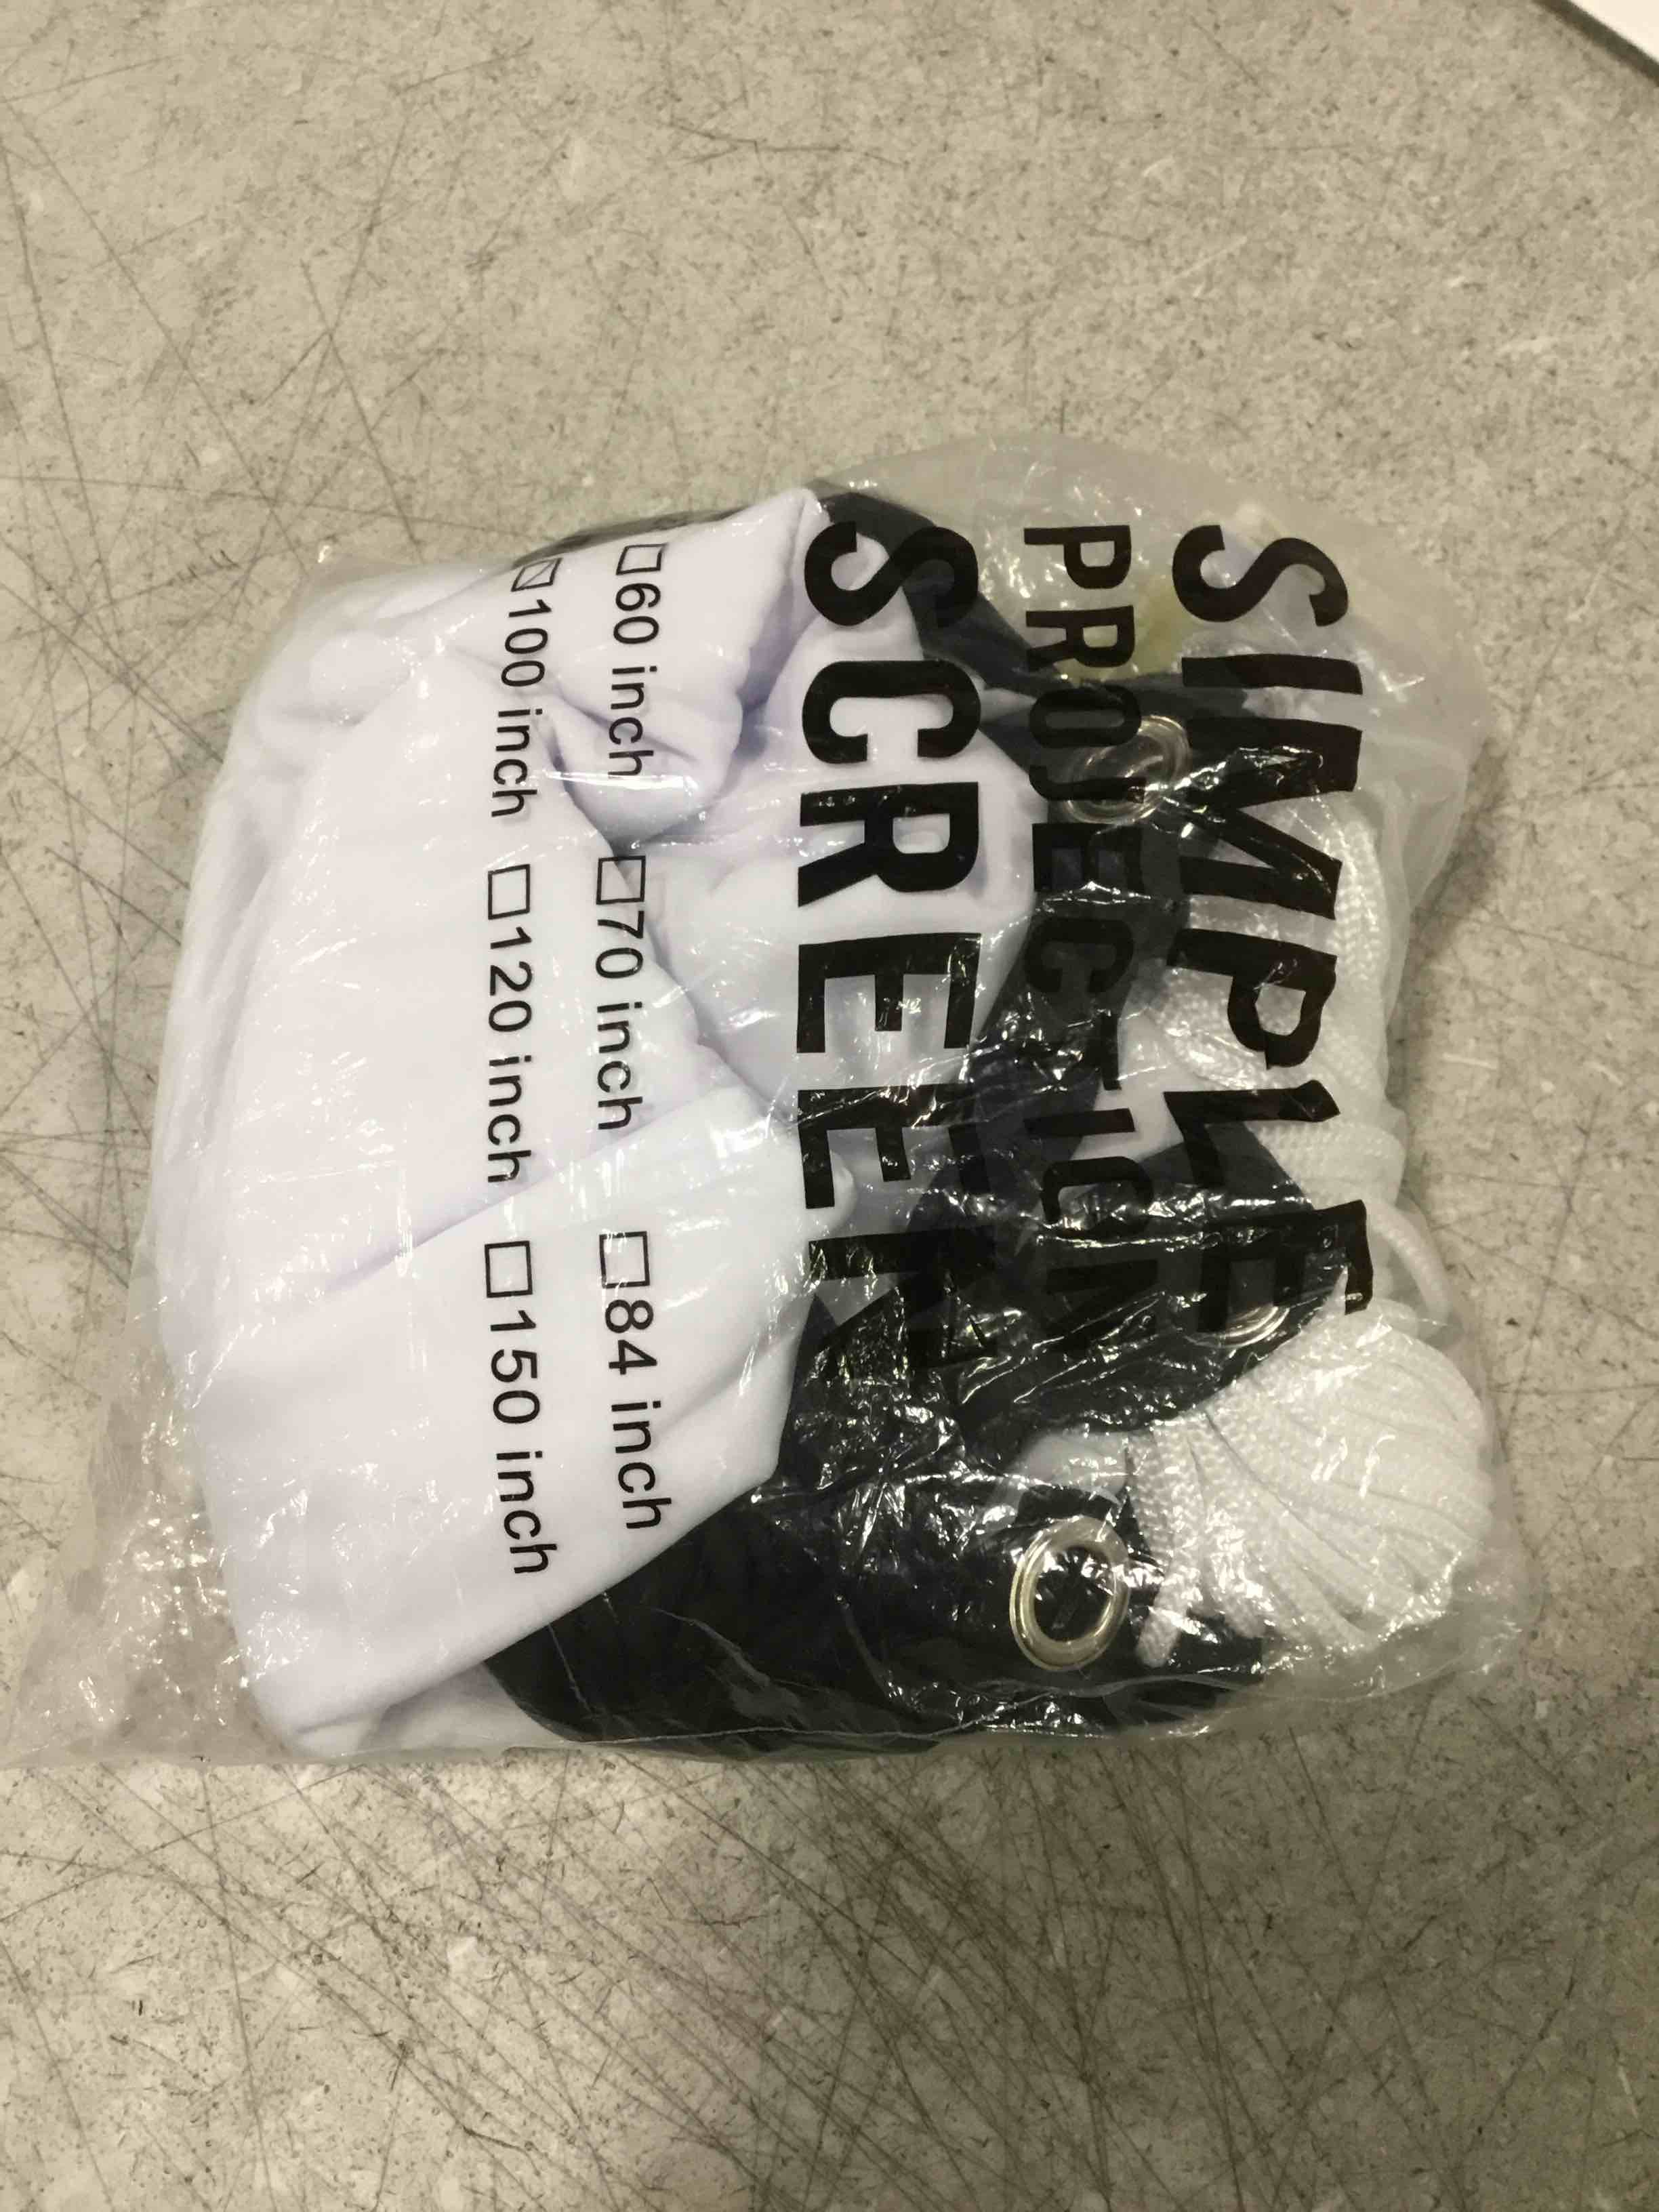 SIMPLE
PROJECTION
SCREEN
☐60 inch ☐70 inch ☐84 inch
☑100 inch ☐120 inch ☐150 inch